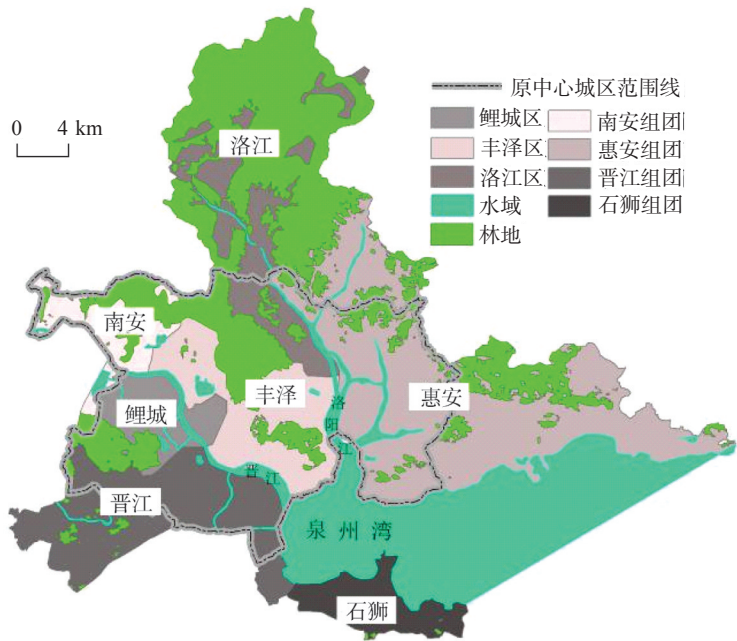 原中心城区范围线
0 4 km
鲤城区 南安组团
丰泽区 惠安组团
洛江区 晋江组团
水域 石狮组团
林地
洛江
南安
丰泽
惠安
鲤城
洛阳江
晋江
晋江
泉州湾
石狮